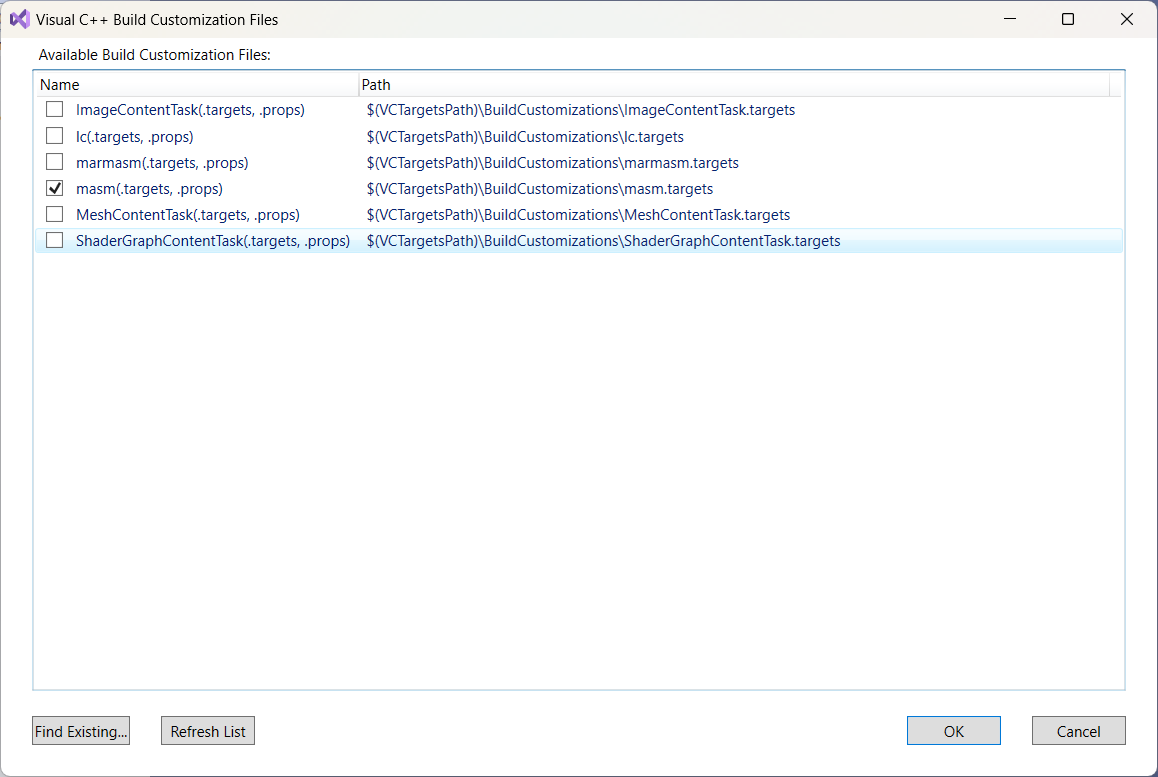 Visual C++ Build Customization Files
Available Build Customization Files:
Name Path
ImageContentTask(.targets, .props) $(VCTargetsPath)\BuildCustomizations\ImageContentTask.targets
lc(.targets, .props) $(VCTargetsPath)\BuildCustomizations\lc.targets
marmasm(.targets, .props) $(VCTargetsPath)\BuildCustomizations\marmasm.targets
masm(.targets, .props) $(VCTargetsPath)\BuildCustomizations\masm.targets
MeshContentTask(.targets, .props) $(VCTargetsPath)\BuildCustomizations\MeshContentTask.targets
ShaderGraphContentTask(.targets, .props) $(VCTargetsPath)\BuildCustomizations\ShaderGraphContentTask.targets
Find Existing... Refresh List OK Cancel